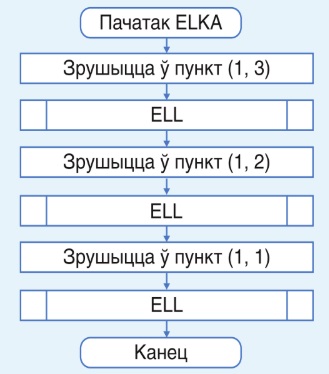 Пачатак ELKA
Зрушыцца ў пункт (1, 3)
ELL
Зрушыцца ў пункт (1, 2)
ELL
Зрушыцца ў пункт (1, 1)
ELL
Канец